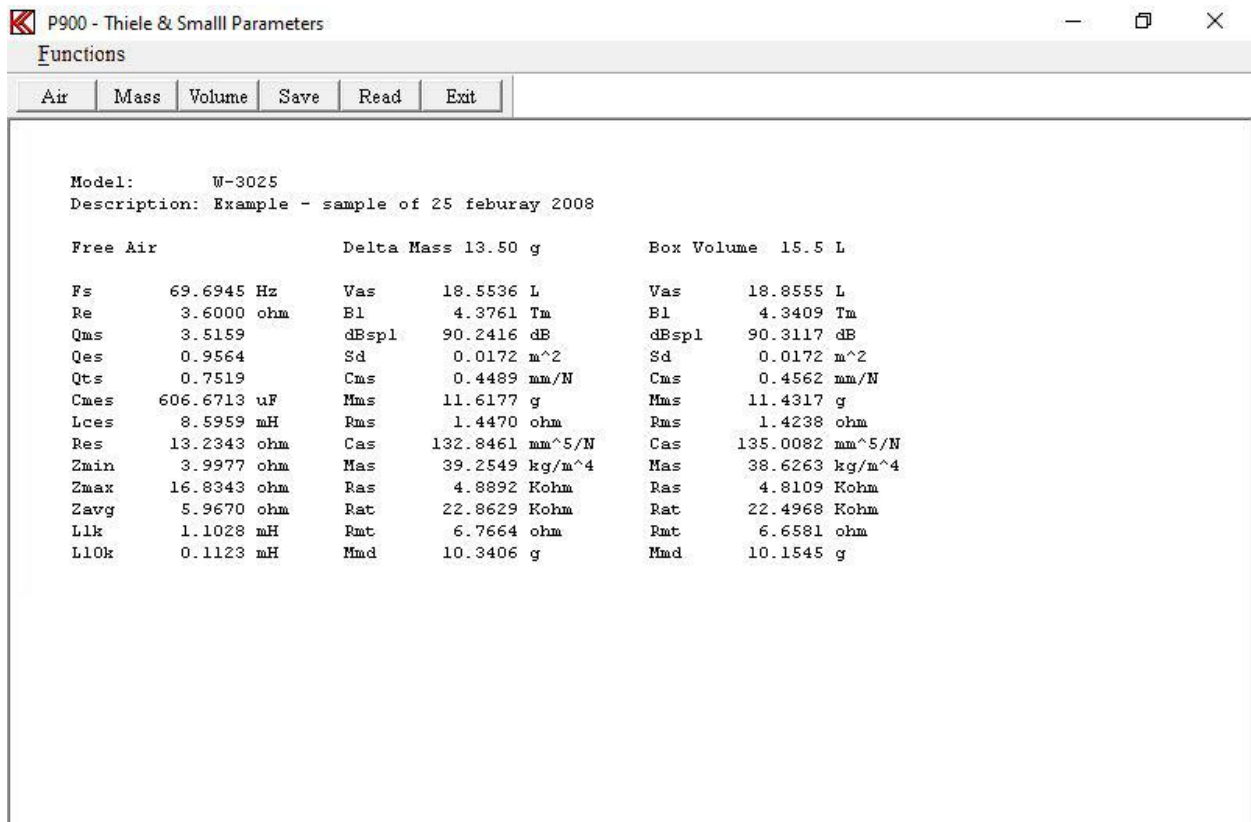 P900 - Thiele & Smalll Parameters
Functions
Air Mass Volume Save Read Exit
Model: W-3025
Description: Example - sample of 25 feburay 2008
Free Air Delta Mass 13.50 g Box Volume 15.5 L
Fs 69.6945 Hz Vas 18.5536 L Vas 18.8555 L
Re 3.6000 ohm Bl 4.3761 Tm Bl 4.3409 Tm
Qms 3.5159 dBspl 90.2416 dB dBspl 90.3117 dB
Qes 0.9564 Sd 0.0172 m^2 Sd 0.0172 m^2
Qts 0.7519 Cms 0.4489 mm/N Cms 0.4562 mm/N
Cmes 606.6713 uF Mms 11.6177 g Mms 11.4317 g
Lces 8.5959 mH Rms 1.4470 ohm Rms 1.4238 ohm
Res 13.2343 ohm Cas 132.8461 mm^5/N Cas 135.0082 mm^5/N
Zmin 3.9977 ohm Mas 39.2549 kg/m^4 Mas 38.6263 kg/m^4
Zmax 16.8343 ohm Ras 4.8892 Kohm Ras 4.8109 Kohm
Zavg 5.9670 ohm Rat 22.8629 Kohm Rat 22.4968 Kohm
L1k 1.1028 mH Rmt 6.7664 ohm Rmt 6.6581 ohm
L10k 0.1123 mH Mmd 10.3406 g Mmd 10.1545 g